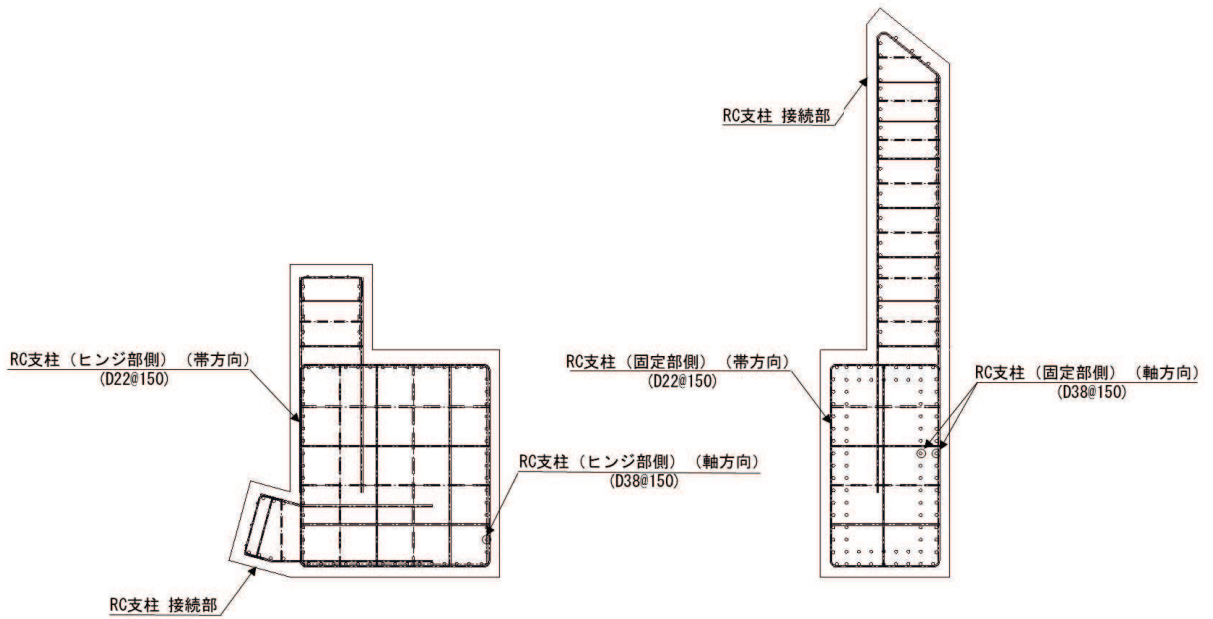 RC支柱 接続部
RC支柱（ヒンジ部側）（帯方向）
(D22@150)
RC支柱（固定部側）（帯方向）
(D22@150)
RC支柱（固定部側）（軸方向）
(D38@150)
RC支柱（ヒンジ部側）（軸方向）
(D38@150)
RC支柱 接続部